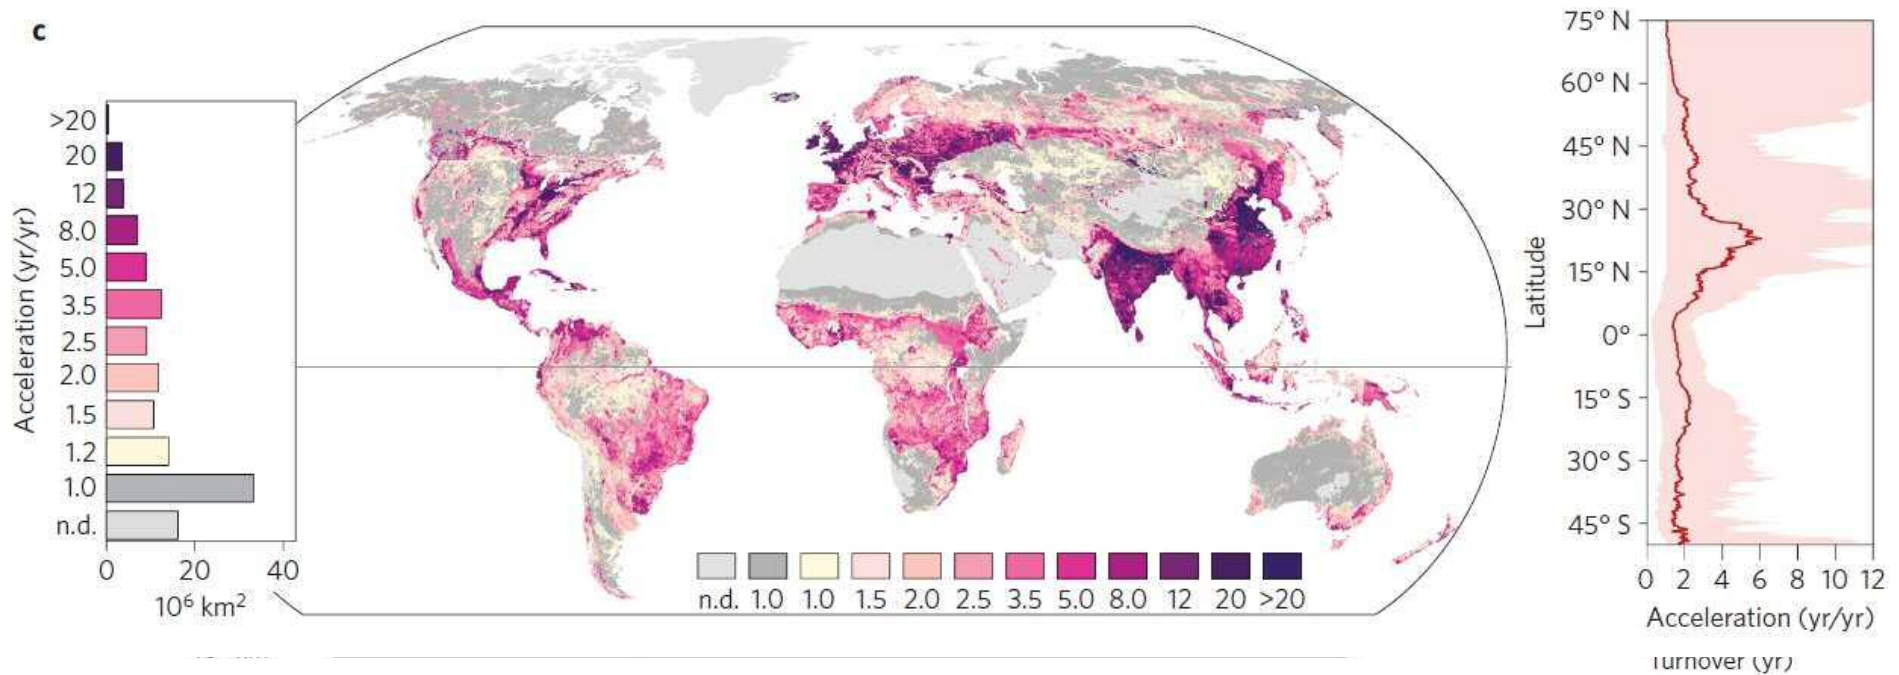 c
>20
20
12
8.0
5.0
3.5
2.5
2.0
1.5
1.2
1.0
n.d.
Acceleration (yr/yr)
0 20 40
10⁶ km²
n.d. 1.0 1.0 1.5 2.0 2.5 3.5 5.0 8.0 12 20 >20
75° N
60° N
45° N
30° N
15° N
0°
15° S
30° S
45° S
Latitude
0 2 4 6 8 10 12
Acceleration (yr/yr)
Turnover (yr)